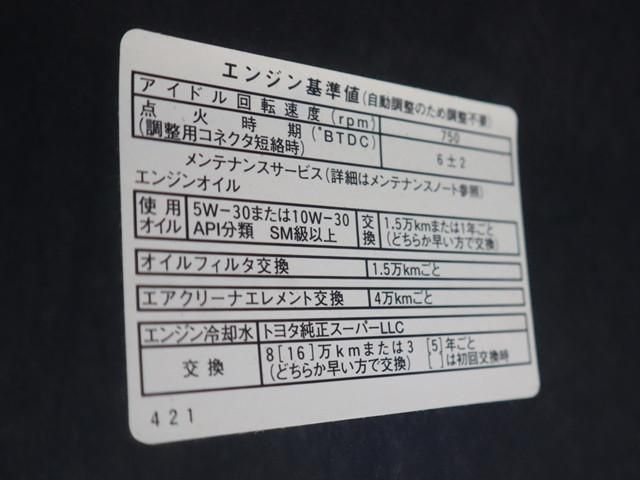 エンジン基準値(自動調整のため調整不要)
アイドル回転速度(rpm) 750
点火時期(°BTDC) 6±2
(調整用コネクタ短絡時)
メンテナンスサービス(詳細はメンテナンスノート参照)
エンジンオイル
使用オイル 5W-30または10W-30 交換 1.5万kmまたは1年ごと
API分類 SM級以上 (どちらか早い方で交換)
オイルフィルタ交換 1.5万kmごと
エアクリーナエレメント交換 4万kmごと
エンジン冷却水 トヨタ純正スーパーLLC
交換 8[16]万kmまたは3[5]年ごと
(どちらか早い方で交換) []は初回交換時
421